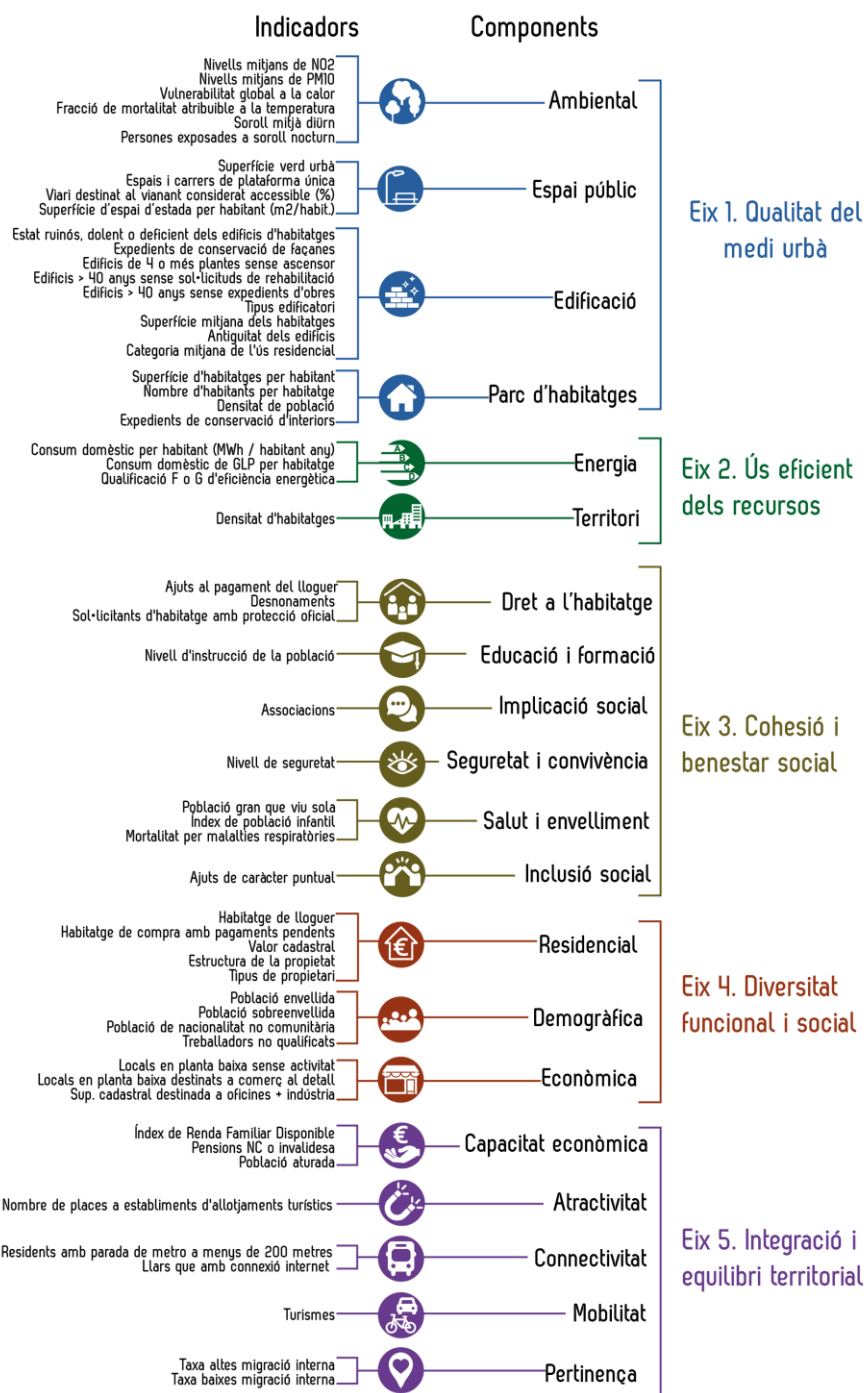 Indicadors
Components
Nivells mitjans de NO2
Nivells mitjans de PM10
Vulnerabilitat global a la calor
Fracció de mortalitat atribuible a la temperatura
Soroll mitjà diürn
Persones exposades a soroll nocturn
Ambiental
Superfície verd urbà
Espais i carrers de plataforma única
Viari destinat al vianant considerat accessible (%)
Superfície d'espai d'estada per habitant (m2/habit.)
Espai públic
Estat ruinós, dolent o deficient dels edificis d'habitatges
Expedients de conservació de façanes
Edificis de 4 o més plantes sense ascensor
Edificis > 40 anys sense sol•licituds de rehabilitació
Edificis > 40 anys sense expedients d'obres
Tipus edificatori
Superfície mitjana dels habitatges
Antiguitat dels edificis
Categoria mitjana de l'ús residencial
Edificació
Superfície d'habitatges per habitant
Nombre d'habitants per habitatge
Densitat de població
Expedients de conservació d'interiors
Parc d'habitatges
Eix 1. Qualitat del
medi urbà
Consum domèstic per habitant (MWh / habitant any)
Consum domèstic de GLP per habitatge
Qualificació F o G d'eficiència energètica
A
B
C
D
Energia
Densitat d'habitatges
Territori
Eix 2. Ús eficient
dels recursos
Ajuts al pagament del lloguer
Desnonaments
Sol•licitants d'habitatge amb protecció oficial
Dret a l'habitatge
Nivell d'instrucció de la població
Educació i formació
Associacions
Implicació social
Nivell de seguretat
Seguretat i convivència
Població gran que viu sola
Índex de població infantil
Mortalitat per malalties respiratòries
Salut i envelliment
Ajuts de caràcter puntual
Inclusió social
Eix 3. Cohesió i
benestar social
Habitatge de lloguer
Habitatge de compra amb pagaments pendents
Valor cadastral
Estructura de la propietat
Tipus de propietari
€
Residencial
Població envellida
Població sobreenvellida
Població de nacionalitat no comunitària
Treballadors no qualificats
Demogràfica
Locals en planta baixa sense activitat
Locals en planta baixa destinats a comerç al detall
Sup. cadastral destinada a oficines + indústria
Econòmica
Eix 4. Diversitat
funcional i social
Índex de Renda Familiar Disponible
Pensions NC o invalidesa
Població aturada
€
Capacitat econòmica
Nombre de places a establiments d'allotjaments turístics
Atractivitat
Residents amb parada de metro a menys de 200 metres
Llars que amb connexió internet
Connectivitat
Turismes
Mobilitat
Taxa altes migració interna
Taxa baixes migració interna
Pertinença
Eix 5. Integració i
equilibri territorial